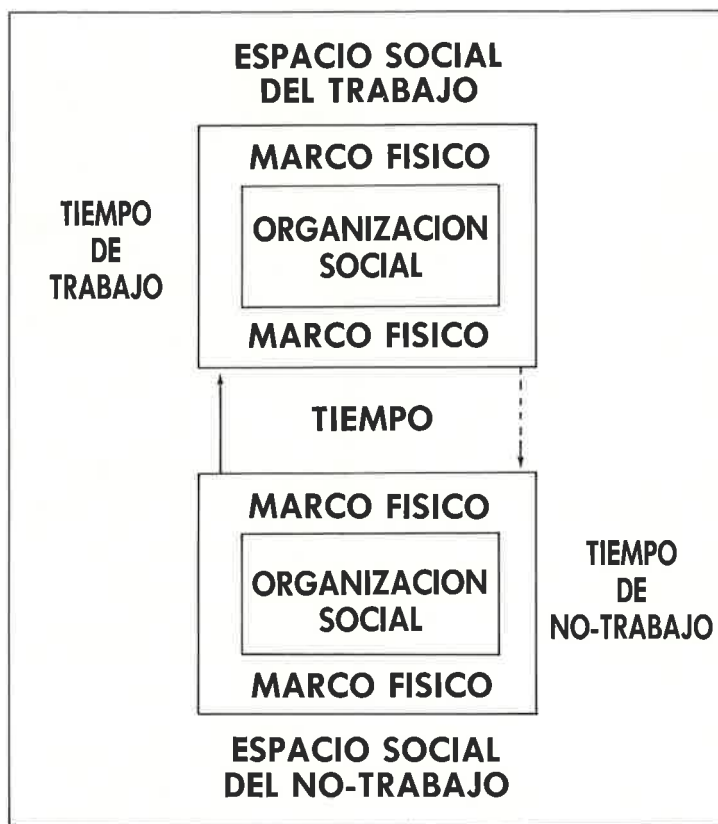 ESPACIO SOCIAL
DEL TRABAJO
MARCO FISICO
TIEMPO
DE
TRABAJO
ORGANIZACION
SOCIAL
MARCO FISICO
TIEMPO
MARCO FISICO
ORGANIZACION
SOCIAL
TIEMPO
DE
NO-TRABAJO
MARCO FISICO
ESPACIO SOCIAL
DEL NO-TRABAJO